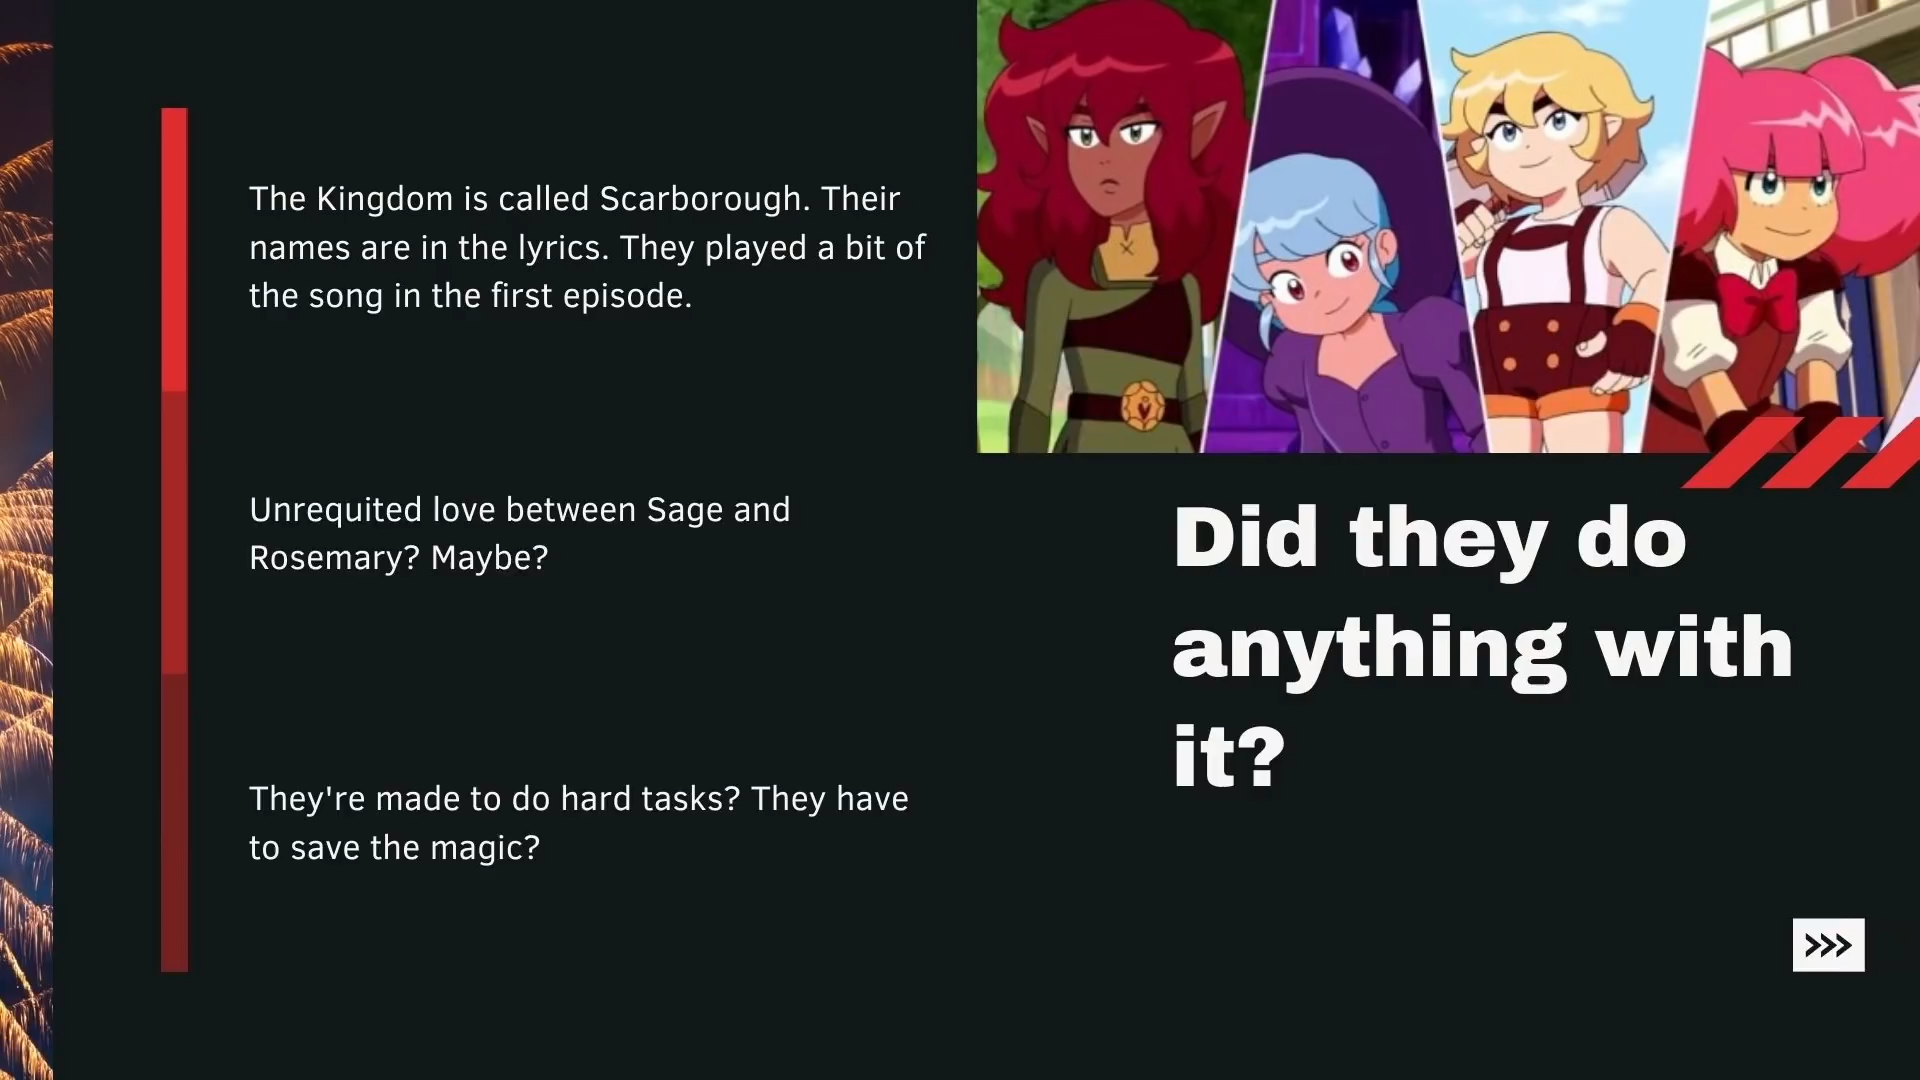 The Kingdom is called Scarborough. Their
names are in the lyrics. They played a bit of
the song in the first episode.
Unrequited love between Sage and
Rosemary? Maybe?
They're made to do hard tasks? They have
to save the magic?
Did they do
anything with
it?